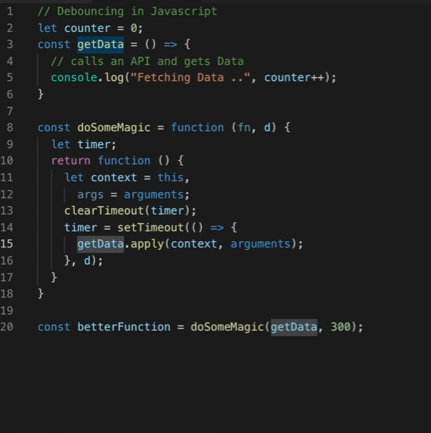 1 // Debouncing in Javascript
2 let counter = 0;
3 const getData = () => {
4 // calls an API and gets Data
5 console.log("Fetching Data ..", counter++);
6 }
7
8 const doSomeMagic = function (fn, d) {
9 let timer;
10 return function () {
11 let context = this,
12 args = arguments;
13 clearTimeout(timer);
14 timer = setTimeout(() => {
15 getData.apply(context, arguments);
16 }, d);
17 }
18 }
19
20 const betterFunction = doSomeMagic(getData, 300);